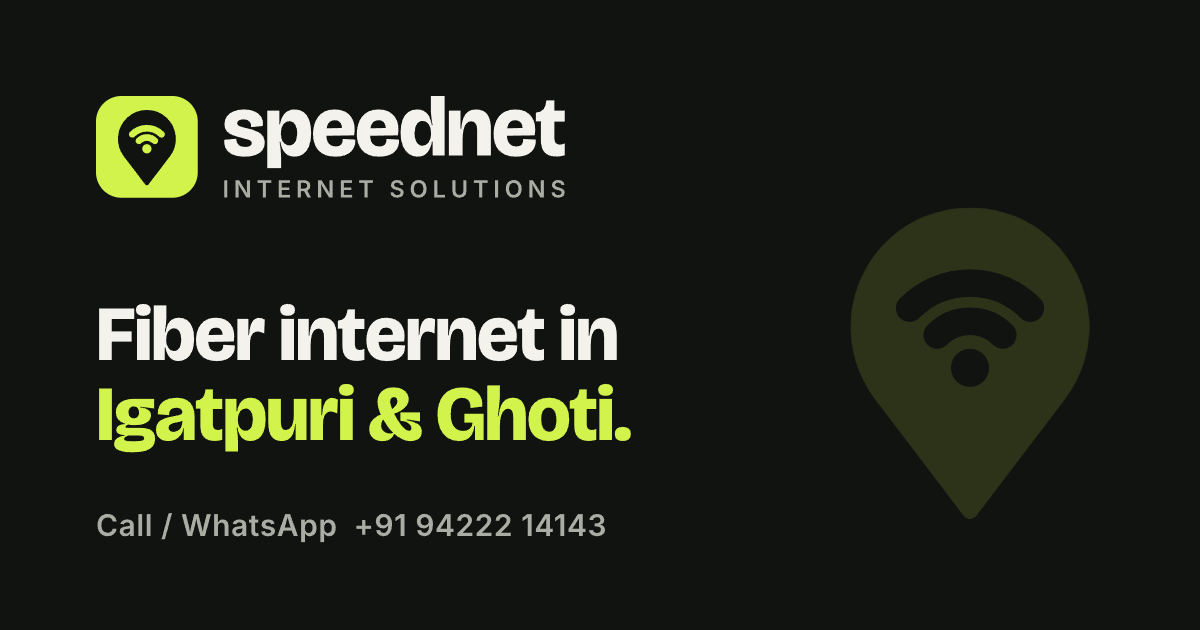 speednet
INTERNET SOLUTIONS
Fiber internet in
Igatpuri & Ghoti.
Call / WhatsApp +91 94222 14143